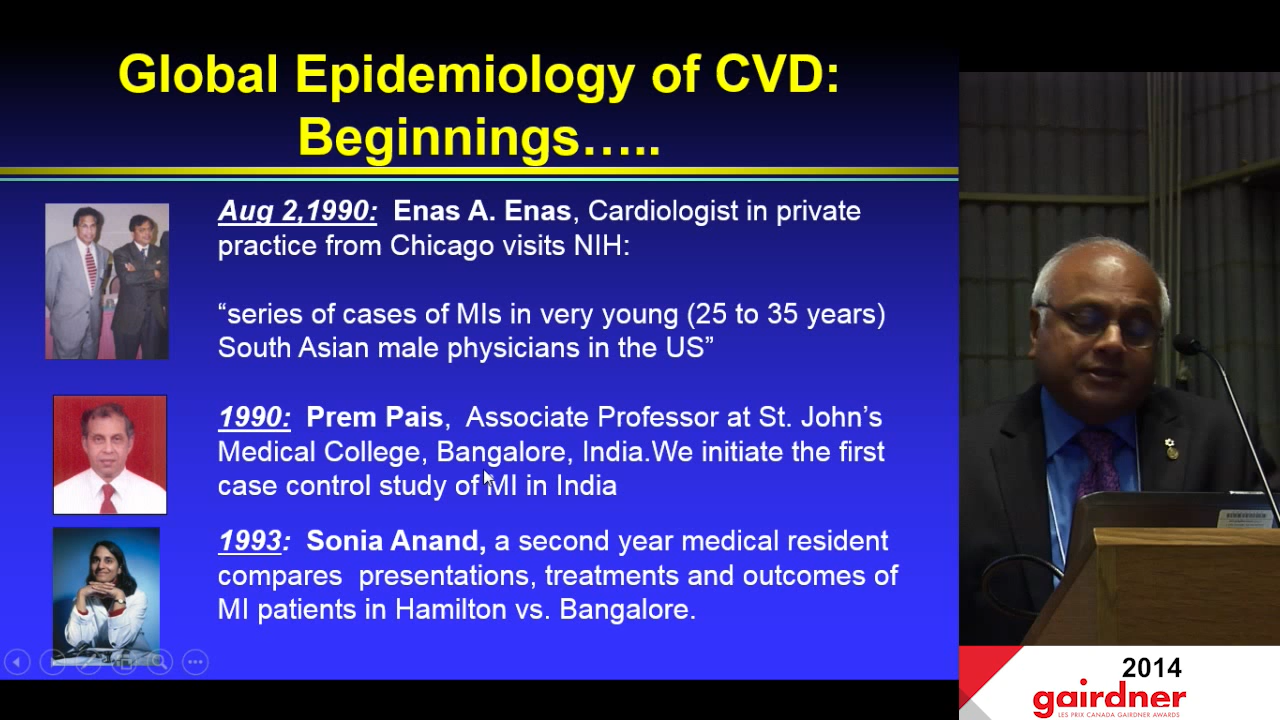 Global Epidemiology of CVD:
Beginnings…..
Aug 2,1990: Enas A. Enas, Cardiologist in private
practice from Chicago visits NIH:
“series of cases of MIs in very young (25 to 35 years)
South Asian male physicians in the US”
1990: Prem Pais, Associate Professor at St. John’s
Medical College, Bangalore, India.We initiate the first
case control study of MI in India
1993: Sonia Anand, a second year medical resident
compares presentations, treatments and outcomes of
MI patients in Hamilton vs. Bangalore.
2014
gairdner
LES PRIX CANADA GAIRDNER AWARDS